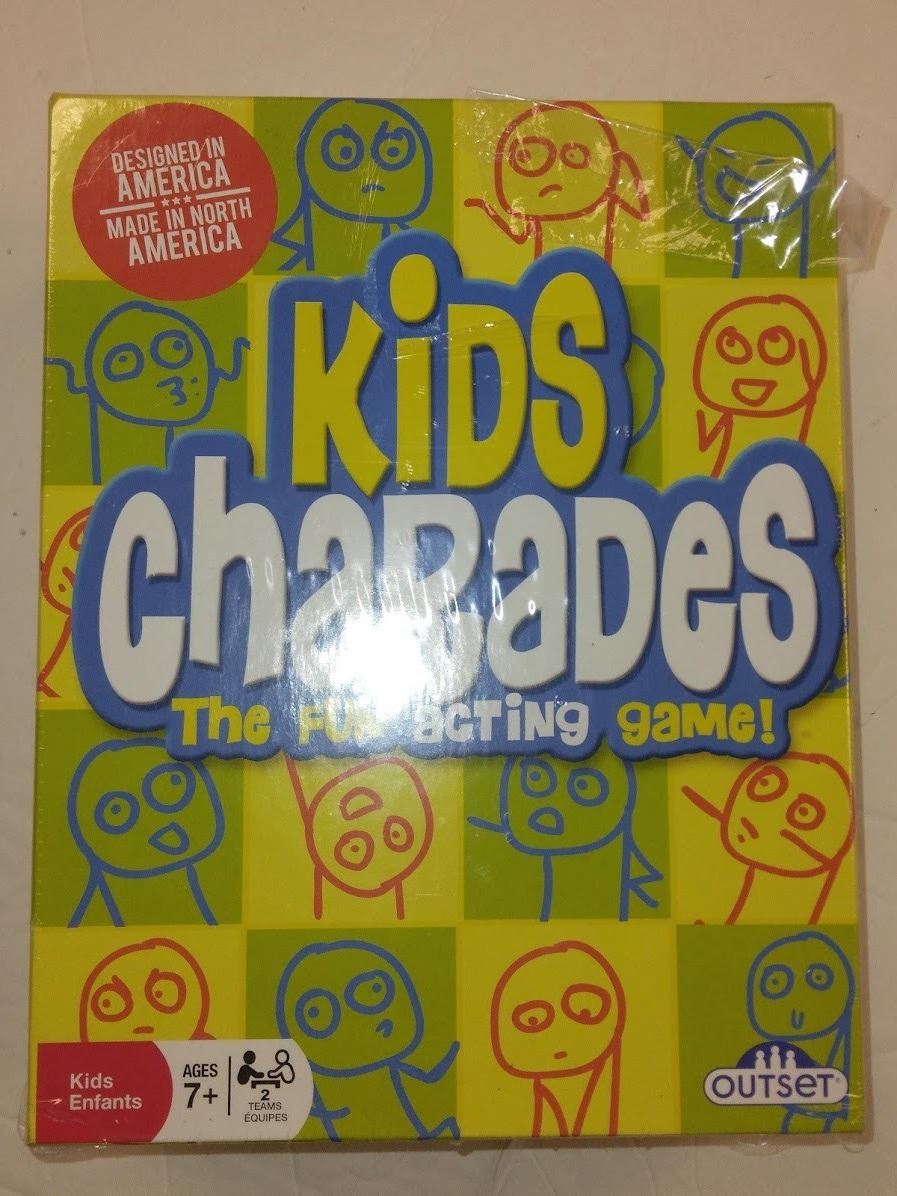 DESIGNED IN
AMERICA
MADE IN NORTH
AMERICA
KiDS
chaRaDeS
The FUN acTiNg gaMe!
Kids
Enfants
AGES
7+
2
TEAMS
ÉQUIPES
OUTSET